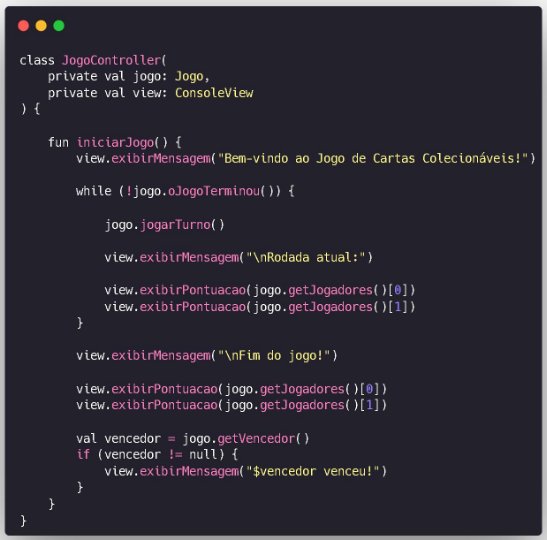 class JogoController(
    private val jogo: Jogo,
    private val view: ConsoleView
) {
    fun iniciarJogo() {
        view.exibirMensagem("Bem-vindo ao Jogo de Cartas Colecionáveis!")
        while (!jogo.oJogoTerminou()) {
            jogo.jogarTurno()
            view.exibirMensagem("\nRodada atual:")
            view.exibirPontuacao(jogo.getJogadores()[0])
            view.exibirPontuacao(jogo.getJogadores()[1])
        }
        view.exibirMensagem("\nFim do jogo!")
        view.exibirPontuacao(jogo.getJogadores()[0])
        view.exibirPontuacao(jogo.getJogadores()[1])
        val vencedor = jogo.getVencedor()
        if (vencedor != null) {
            view.exibirMensagem("$vencedor venceu!")
        }
    }
}